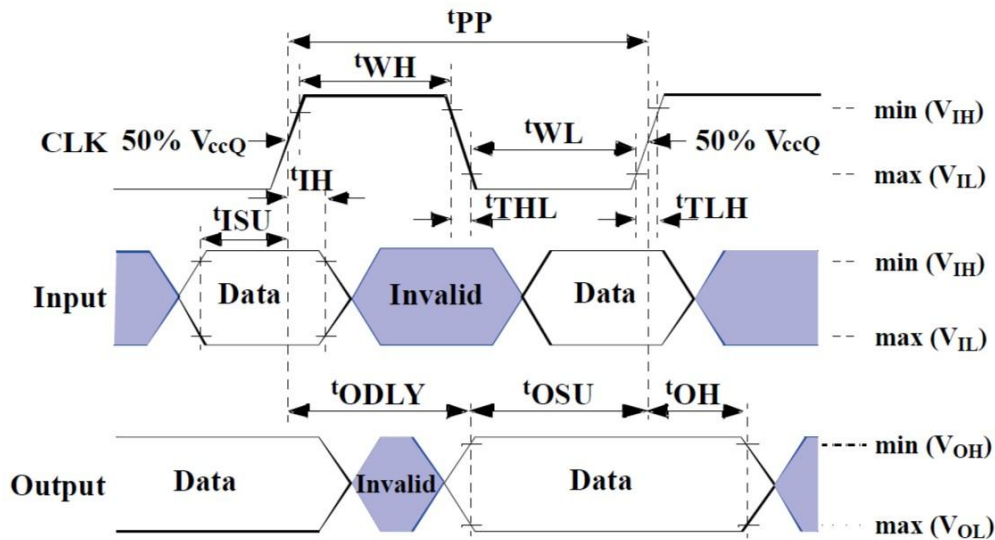 tPP
tWH
CLK 50% VccQ
tWL
50% VccQ
min (VIH)
max (VIL)
tIH
tTHL
tTLH
tISU
Input
Data
Invalid
Data
min (VIH)
max (VIL)
tODLY
tOSU
tOH
Output
Data
Invalid
Data
min (VOH)
max (VOL)